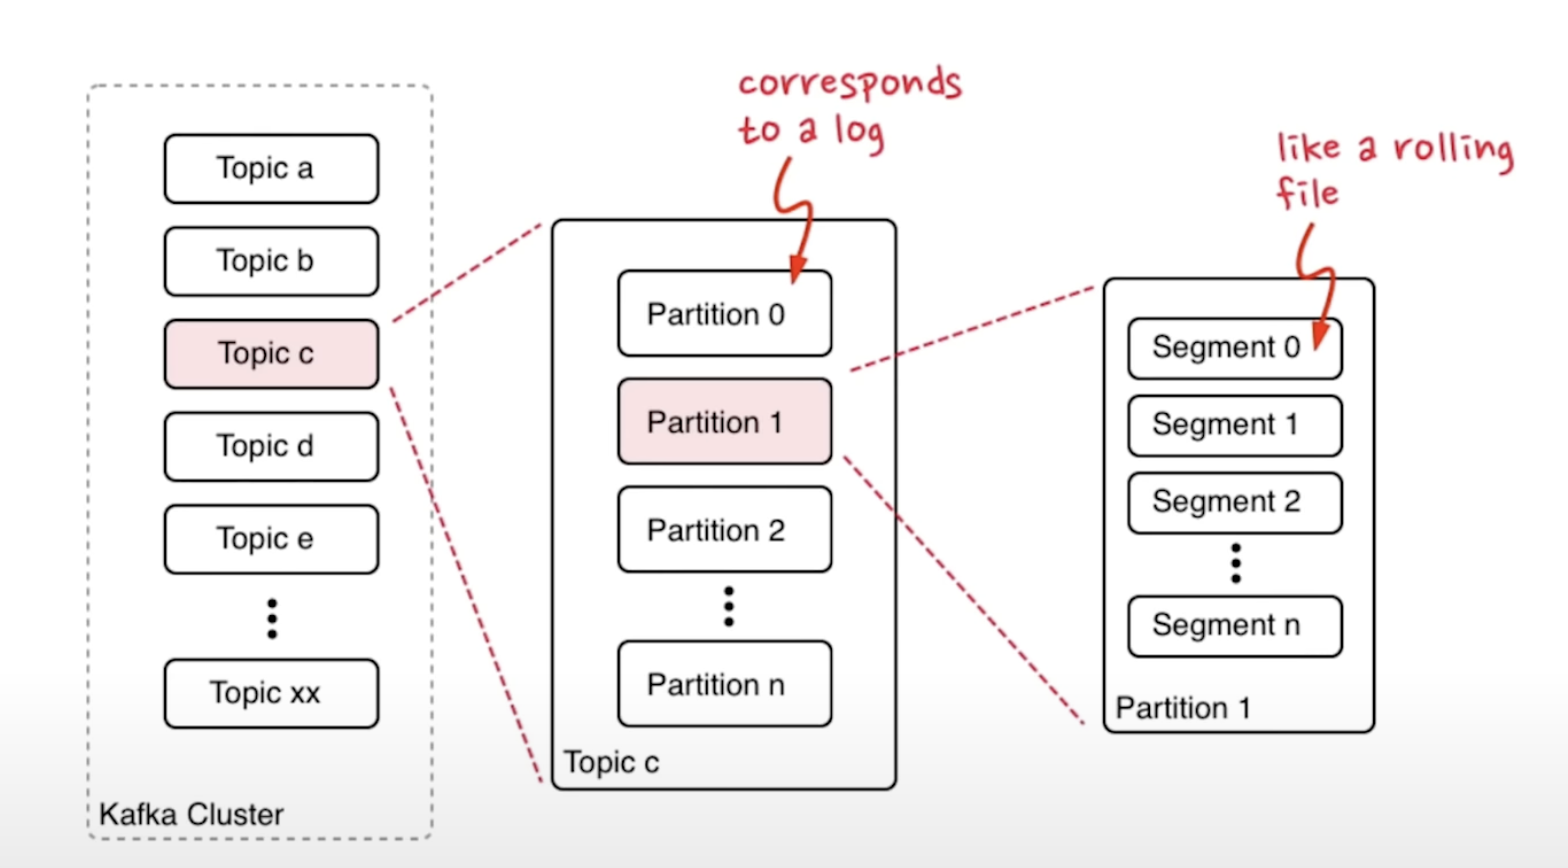 corresponds
to a log
like a rolling
file
Topic a
Topic b
Topic c
Topic d
Topic e
Topic xx
Kafka Cluster
Partition 0
Partition 1
Partition 2
Partition n
Topic c
Segment 0
Segment 1
Segment 2
Segment n
Partition 1